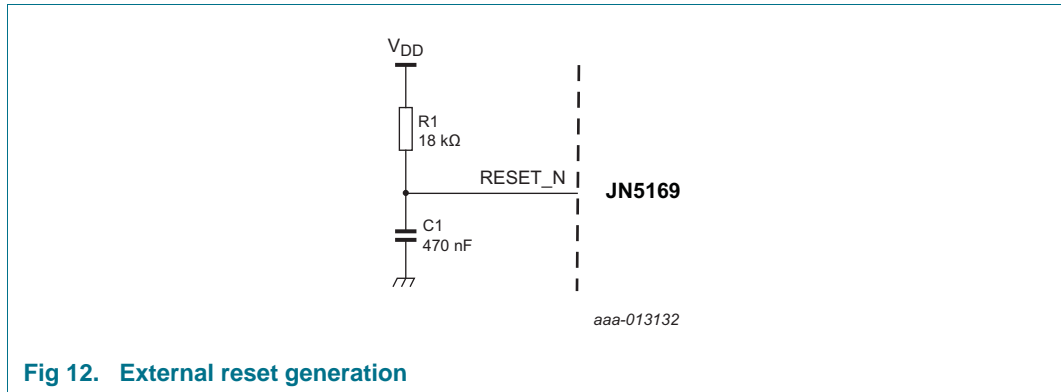 VDD
R1
18 kΩ
RESET_N
JN5169
C1
470 nF
aaa-013132
Fig 12. External reset generation